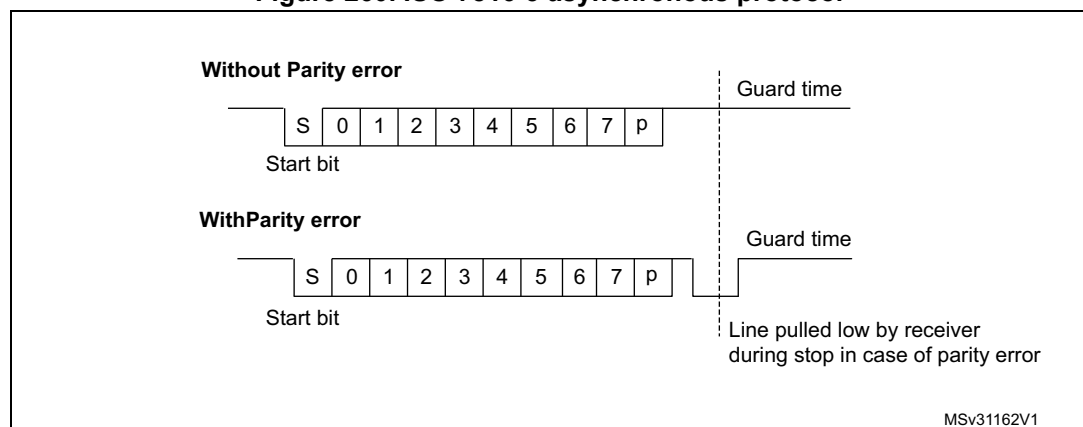 Without Parity error
Guard time
S 0 1 2 3 4 5 6 7 p
Start bit
WithParity error
Guard time
S 0 1 2 3 4 5 6 7 p
Start bit
Line pulled low by receiver
during stop in case of parity error
MSv31162V1